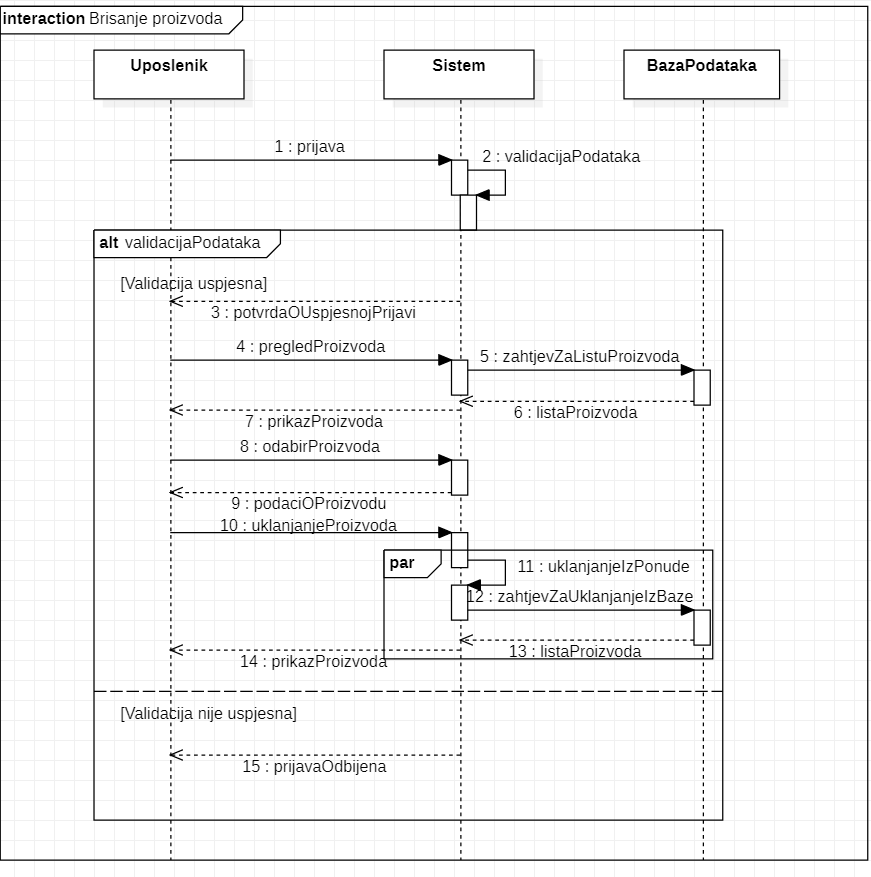 interaction Brisanje proizvoda
Uposlenik
Sistem
BazaPodataka
1 : prijava
2 : validacijaPodataka
alt validacijaPodataka
[Validacija uspjesna]
3 : potvrdaOUspjesnojPrijavi
4 : pregledProizvoda
5 : zahtjevZaListuProizvoda
6 : listaProizvoda
7 : prikazProizvoda
8 : odabirProizvoda
9 : podaciOProizvodu
10 : uklanjanjeProizvoda
par
11 : uklanjanjeIzPonude
12 : zahtjevZaUklanjanjeIzBaze
13 : listaProizvoda
14 : prikazProizvoda
[Validacija nije uspjesna]
15 : prijavaOdbijena